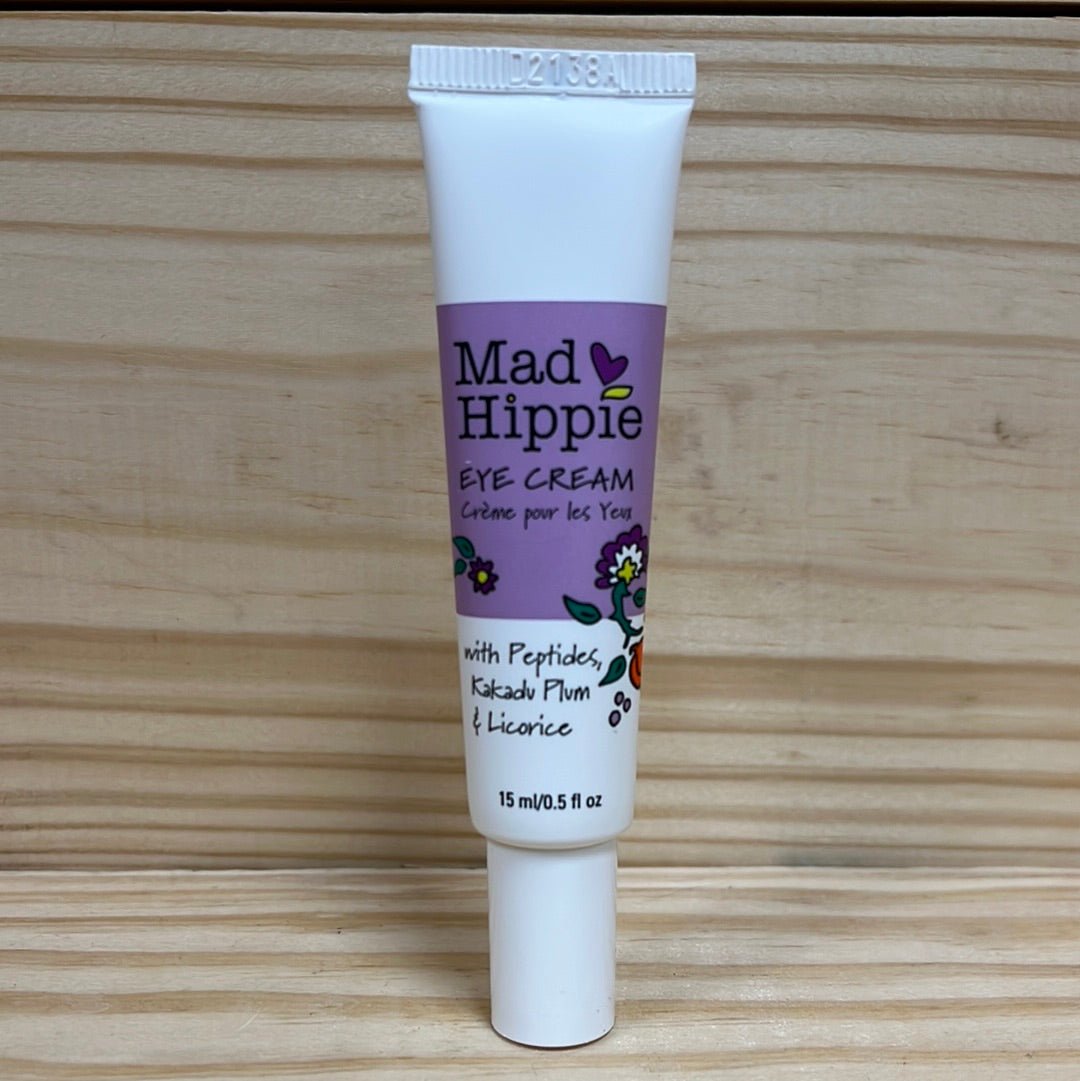 D2138A
Mad
Hippie
EYE CREAM
Crème pour les Yeux
with Peptides,
Kakadu Plum
& Licorice
15 ml/0.5 fl oz